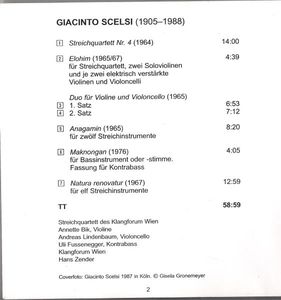 GIACINTO SCELSI (1905–1988)
1 Streichquartett Nr. 4 (1964) 14:00
2 Elohim (1965/67) 4:39
für Streichquartett, zwei Soloviolinen
und je zwei elektrisch verstärkte
Violinen und Violoncelli
Duo für Violine und Violoncello (1965)
3 1. Satz 6:53
4 2. Satz 7:12
5 Anagamin (1965) 8:20
für zwölf Streichinstrumente
6 Maknongan (1976) 4:05
für Bassinstrument oder -stimme.
Fassung für Kontrabass
7 Natura renovatur (1967) 12:59
für elf Streichinstrumente
TT 58:59
Streichquartett des Klangforum Wien
Annette Bik, Violine
Andreas Lindenbaum, Violoncello
Uli Fussenegger, Kontrabass
Klangforum Wien
Hans Zender
Coverfoto: Giacinto Scelsi 1987 in Köln. © Gisela Gronemeyer
2